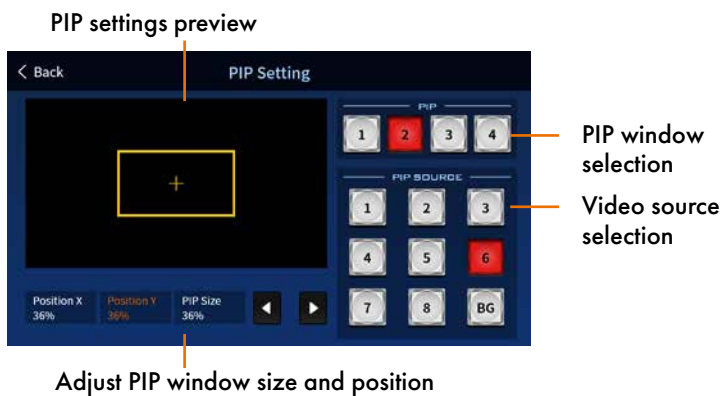 PIP settings preview
Back
PIP Setting
PIP
1 2 3 4
PIP window
selection
PIP SOURCE
1 2 3
Video source
selection
4 5 6
7 8 BG
Position X
36%
Position Y
36%
PIP Size
36%
Adjust PIP window size and position